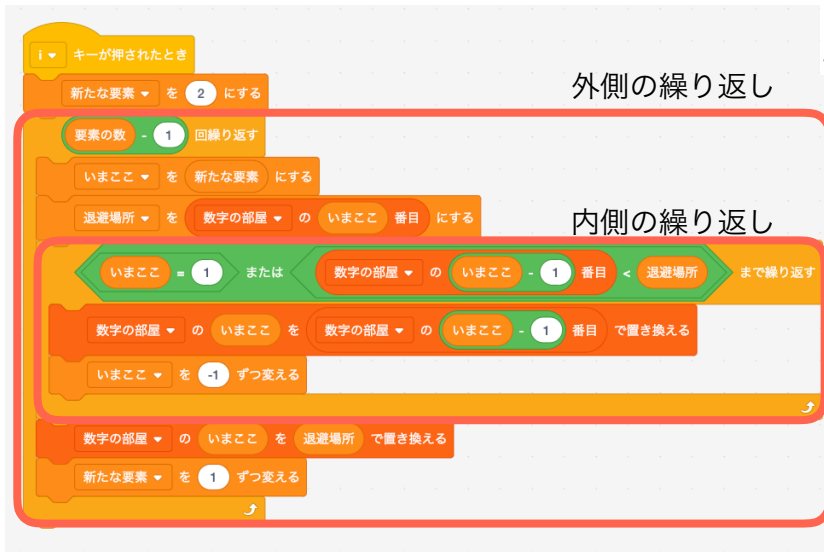 i キーが押されたとき
新たな要素 を 2 にする
外側の繰り返し
要素の数 - 1 回繰り返す
いまここ を 新たな要素 にする
退避場所 を 数字の部屋 の いまここ 番目 にする
内側の繰り返し
いまここ = 1 または 数字の部屋 の いまここ - 1 番目 < 退避場所 まで繰り返す
数字の部屋 の いまここ を 数字の部屋 の いまここ - 1 番目 で置き換える
いまここ を -1 ずつ変える
数字の部屋 の いまここ を 退避場所 で置き換える
新たな要素 を 1 ずつ変える